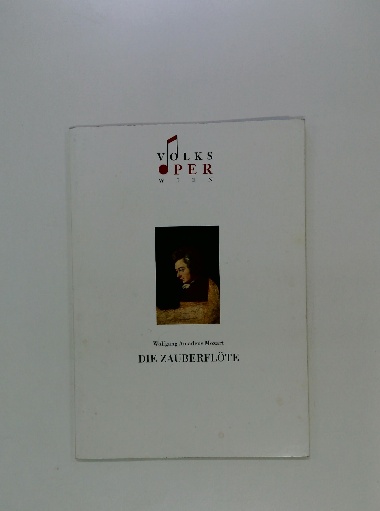 VOLKS
OPER
WIEN
Wolfgang Amadeus Mozart
DIE ZAUBERFLÖTE